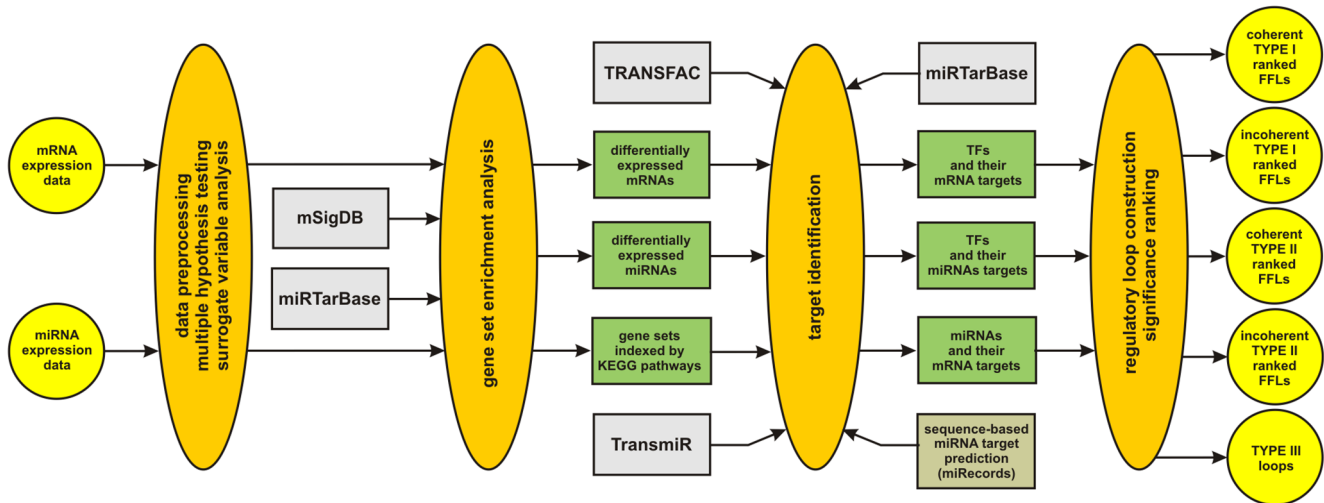 mRNA
expression
data
miRNA
expression
data
data preprocessing
multiple hypothesis testing
surrogate variable analysis
mSigDB
miRTarBase
gene set enrichment analysis
TRANSFAC
differentially
expressed
mRNAs
differentially
expressed
miRNAs
gene sets
indexed by
KEGG pathways
TransmiR
target identification
miRTarBase
TFs
and their
mRNA targets
TFs
and their
miRNAs targets
miRNAs
and their
mRNA targets
sequence-based
miRNA target
prediction
(miRecords)
regulatory loop construction
significance ranking
coherent
TYPE I
ranked
FFLs
incoherent
TYPE I
ranked
FFLs
coherent
TYPE II
ranked
FFLs
incoherent
TYPE II
ranked
FFLs
TYPE III
loops